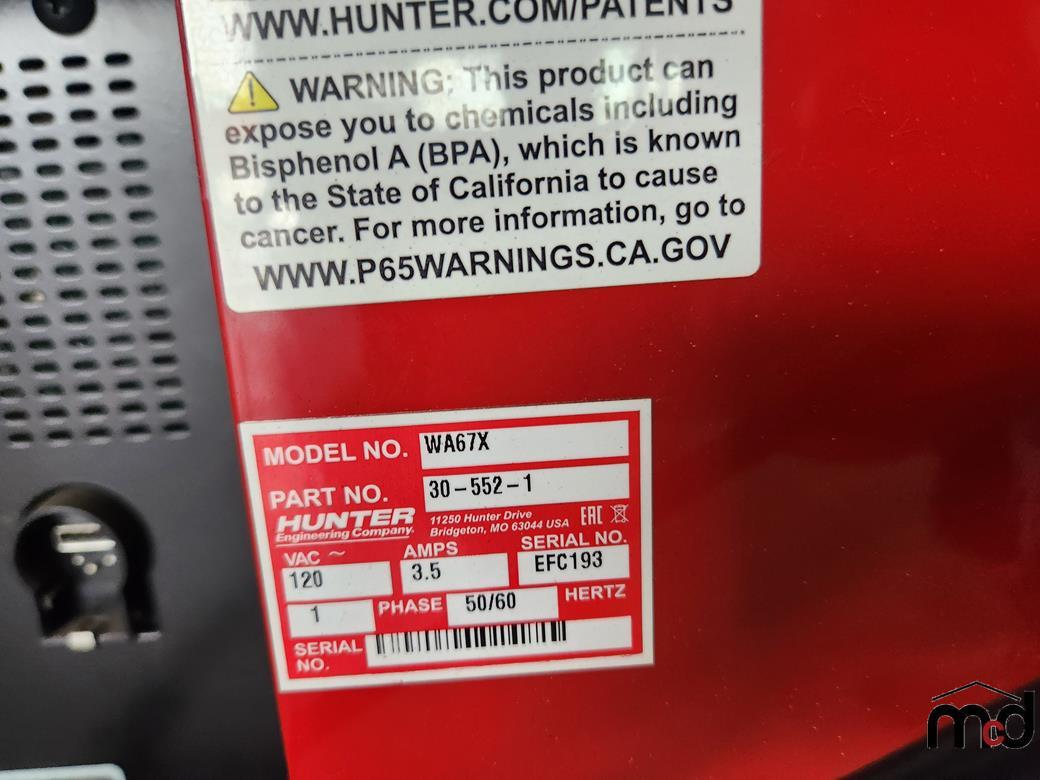 WWW.HUNTER.COM/PATENTS
WARNING: This product can
expose you to chemicals including
Bisphenol A (BPA), which is known
to the State of California to cause
cancer. For more information, go to
WWW.P65WARNINGS.CA.GOV
MODEL NO. WA67X
PART NO. 30-552-1
HUNTER
Engineering Company.
11250 Hunter Drive
Bridgeton, MO 63044 USA
EAC
VAC ~ 120
AMPS 3.5
SERIAL NO. EFC193
1 PHASE 50/60 HERTZ
SERIAL
NO.
mcd